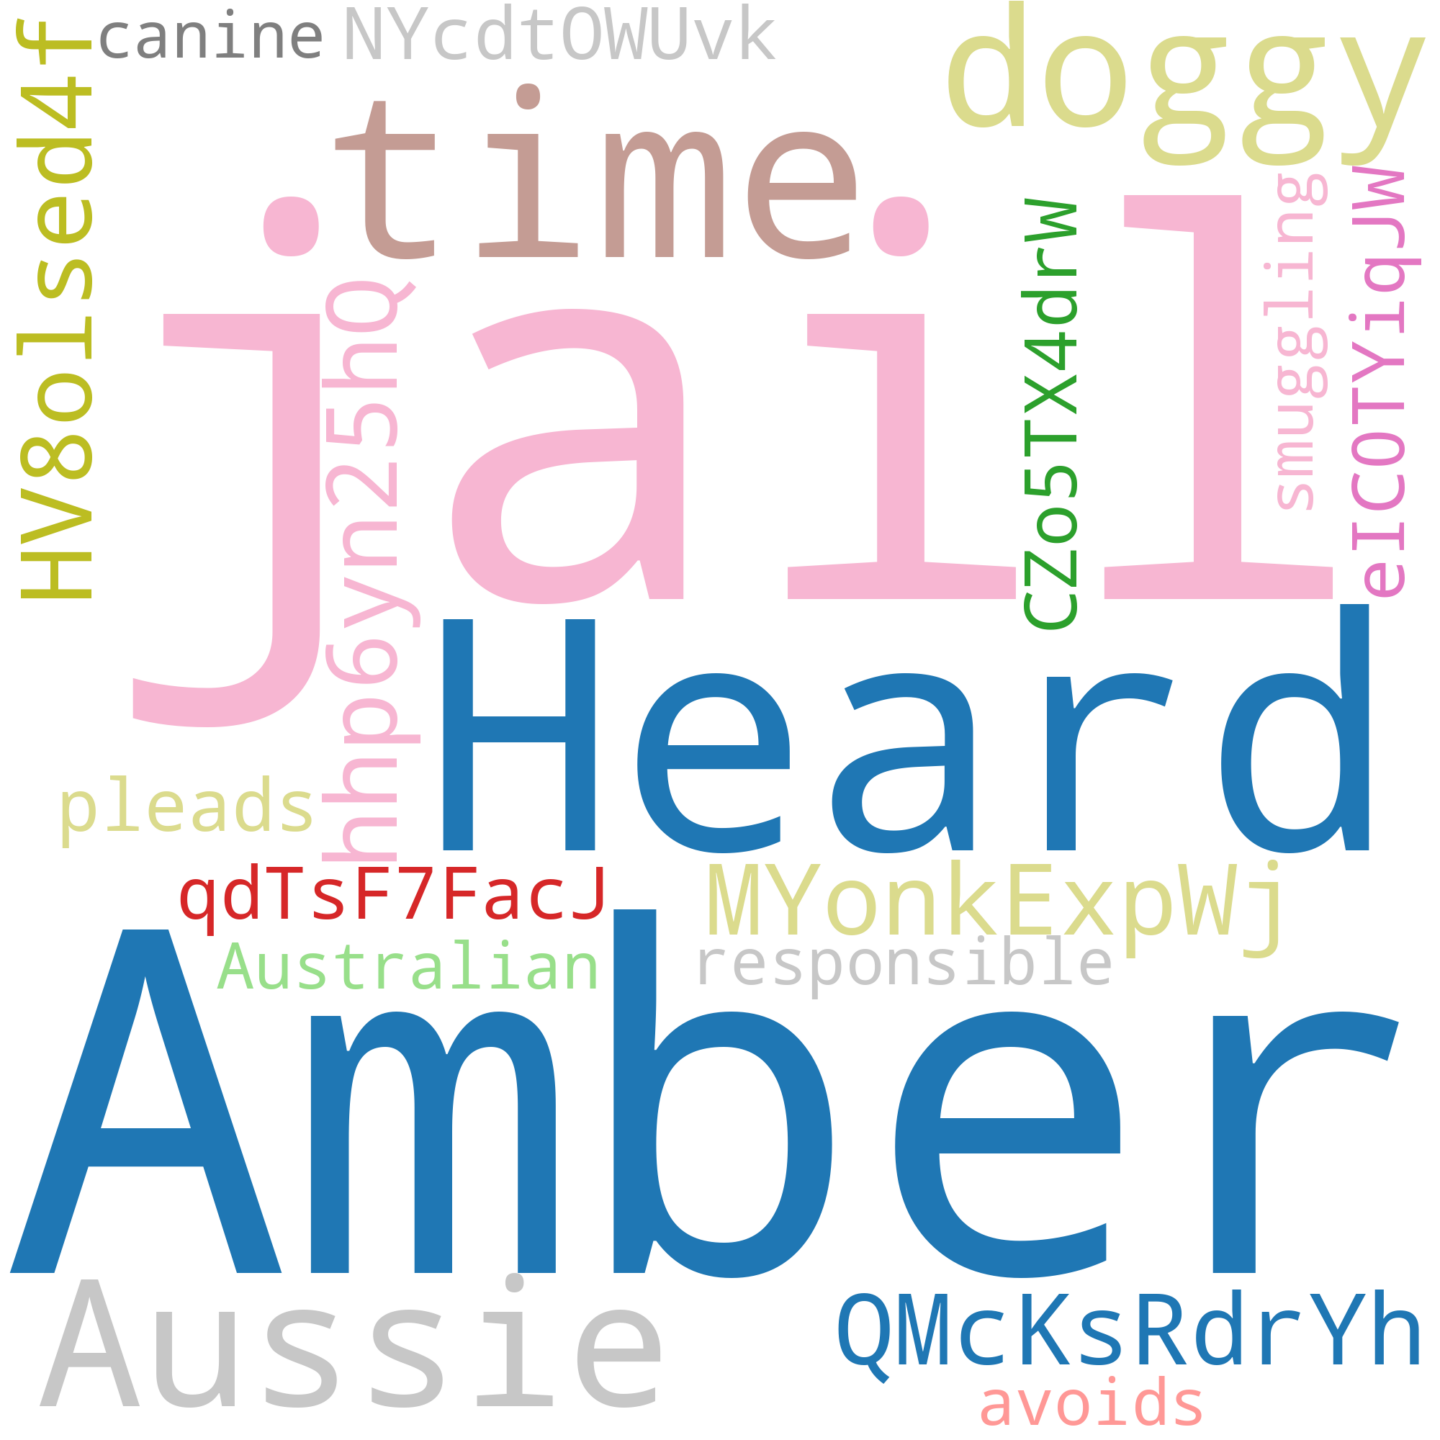 canine
NYcdtOWUvk
doggy
HV8olsed4f
time
jail
hhp6yn25hQ
CZo5TX4drW
smuggling
eICOTYiqJW
Heard
pleads
qdTsF7FacJ
MYonkExpWj
Australian
responsible
Amber
Aussie
QMcKsRdrYh
avoids